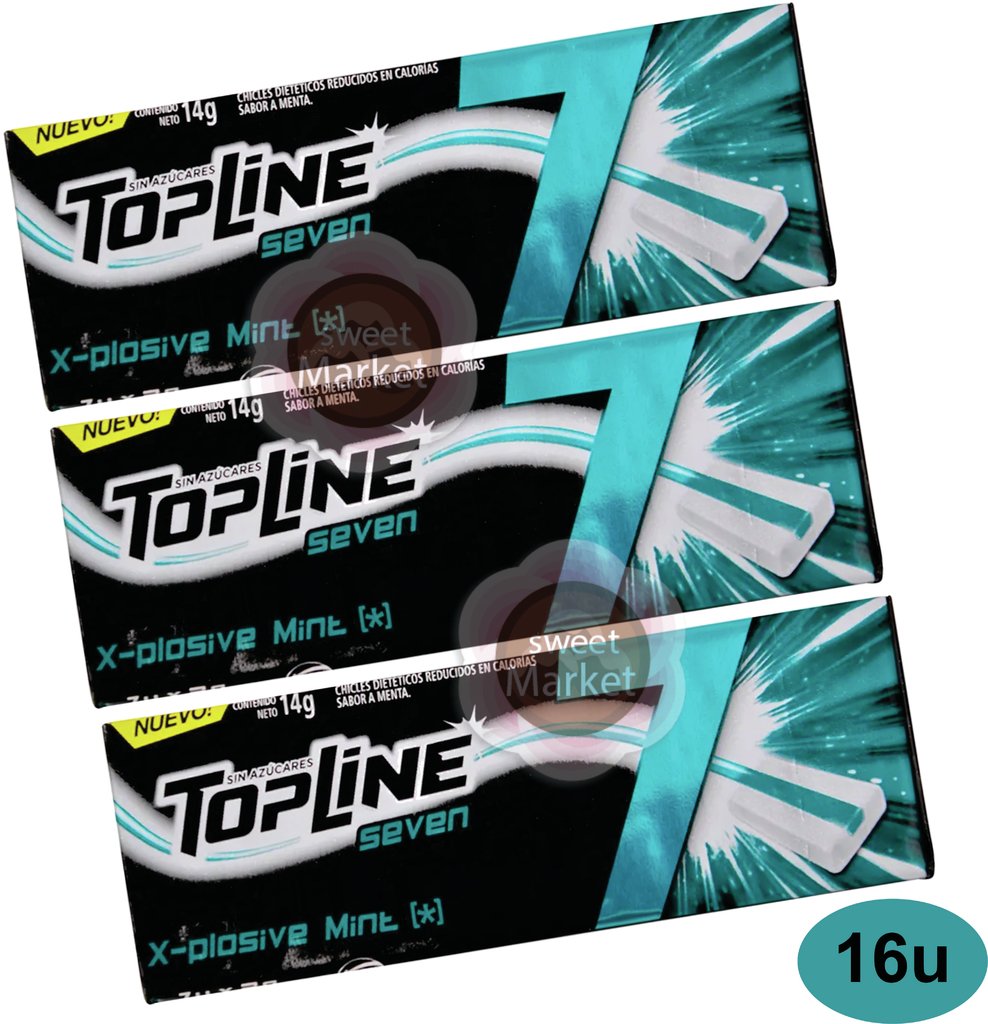 NUEVO!
CONTENIDO
NETO 14g
CHICLES DIETÉTICOS REDUCIDOS EN CALORÍAS
SABOR A MENTA.
SIN AZÚCARES
TOPLINE
seven
7
X-plosive Mint [*]
sweet
Market
NUEVO!
CONTENIDO
NETO 14g
CHICLES DIETÉTICOS REDUCIDOS EN CALORÍAS
SABOR A MENTA.
SIN AZÚCARES
TOPLINE
seven
7
X-plosive Mint [*]
sweet
Market
NUEVO!
CONTENIDO
NETO 14g
CHICLES DIETÉTICOS REDUCIDOS EN CALORÍAS
SABOR A MENTA.
SIN AZÚCARES
TOPLINE
seven
7
X-plosive Mint [*]
16u